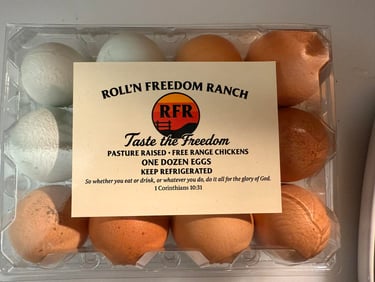 ROLL'N FREEDOM RANCH
RFR
Taste the Freedom
PASTURE RAISED • FREE RANGE CHICKENS
ONE DOZEN EGGS
KEEP REFRIGERATED
So whether you eat or drink, or whatever you do, do it all for the glory of God.
1 Corinthians 10:31